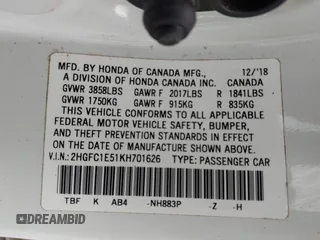 MFD. BY HONDA OF CANADA MFG., 12/'18
A DIVISION OF HONDA CANADA INC. CANADA
GVWR 3858LBS GAWR F 2017LBS R 1841LBS
GVWR 1750KG GAWR F 915KG R 835KG
THIS VEHICLE CONFORMS TO ALL APPLICABLE
FEDERAL MOTOR VEHICLE SAFETY, BUMPER,
AND THEFT PREVENTION STANDARDS IN EFFECT
ON THE DATE OF MANUFACTURE SHOWN ABOVE.
V.I.N.: 2HGFC1E51KH701626 TYPE: PASSENGER CAR
TBF K AB4 -NH883P -Z -H
DREAMBID